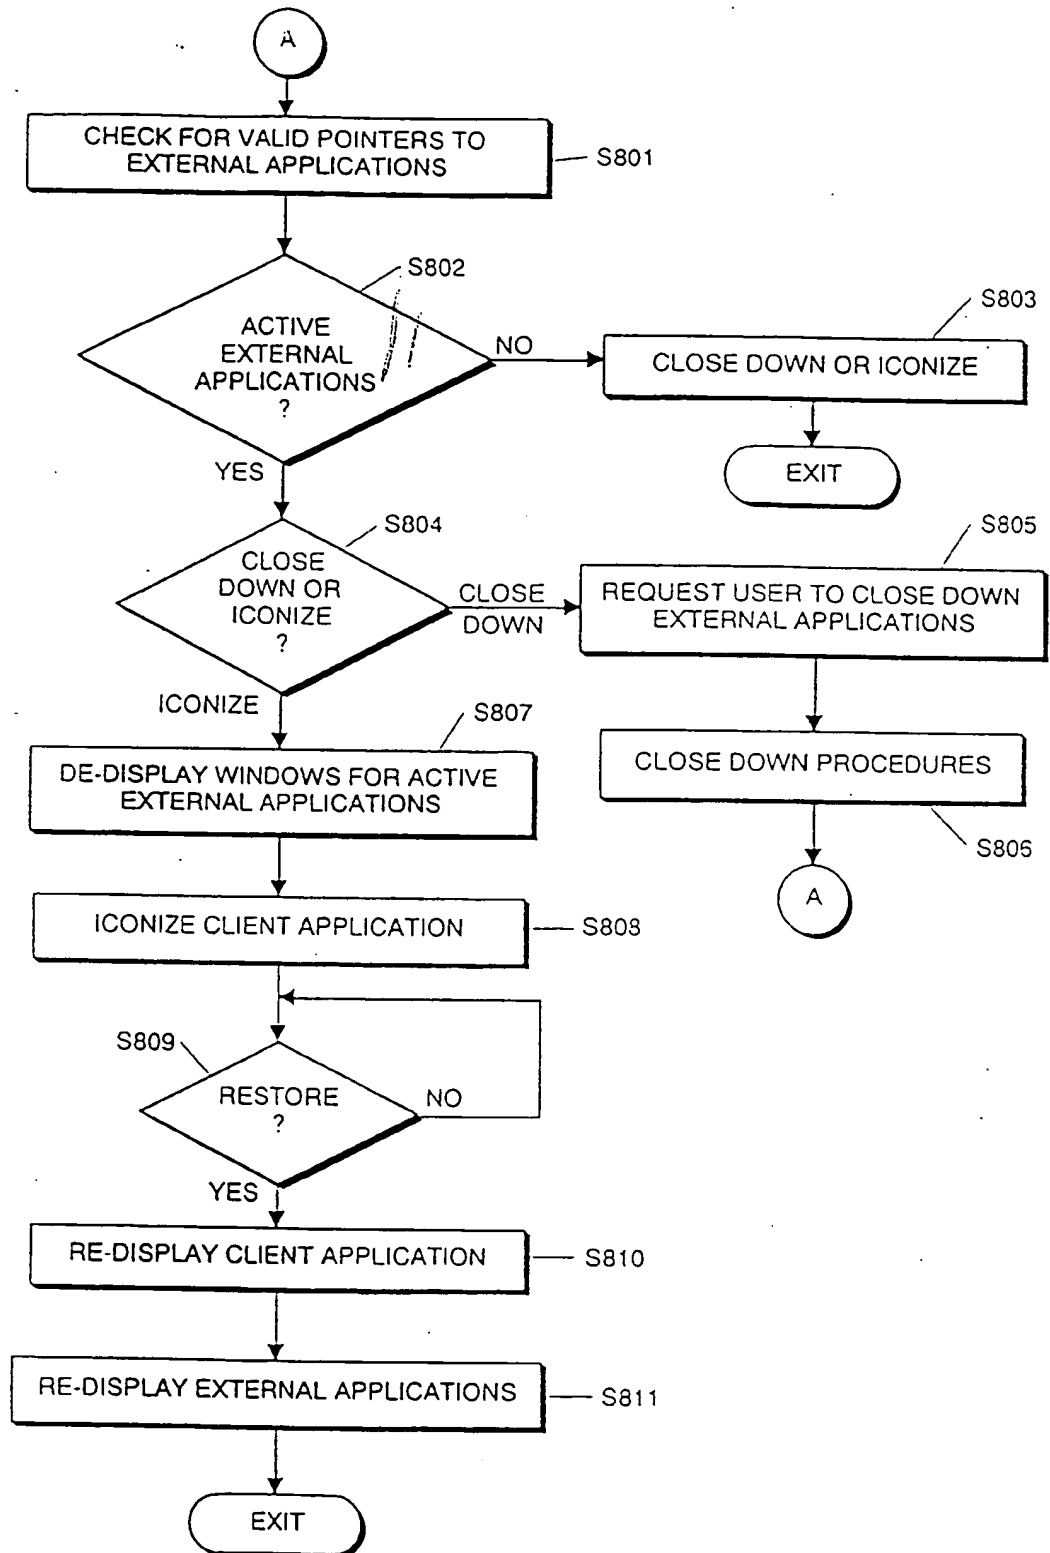 A
CHECK FOR VALID POINTERS TO
EXTERNAL APPLICATIONS
S801
S802
ACTIVE
EXTERNAL
APPLICATIONS
?
NO
YES
S803
CLOSE DOWN OR ICONIZE
EXIT
S804
CLOSE
DOWN OR
ICONIZE
?
CLOSE
DOWN
ICONIZE
S805
REQUEST USER TO CLOSE DOWN
EXTERNAL APPLICATIONS
CLOSE DOWN PROCEDURES
S806
A
S807
DE-DISPLAY WINDOWS FOR ACTIVE
EXTERNAL APPLICATIONS
ICONIZE CLIENT APPLICATION
S808
S809
RESTORE
?
NO
YES
RE-DISPLAY CLIENT APPLICATION
S810
RE-DISPLAY EXTERNAL APPLICATIONS
S811
EXIT